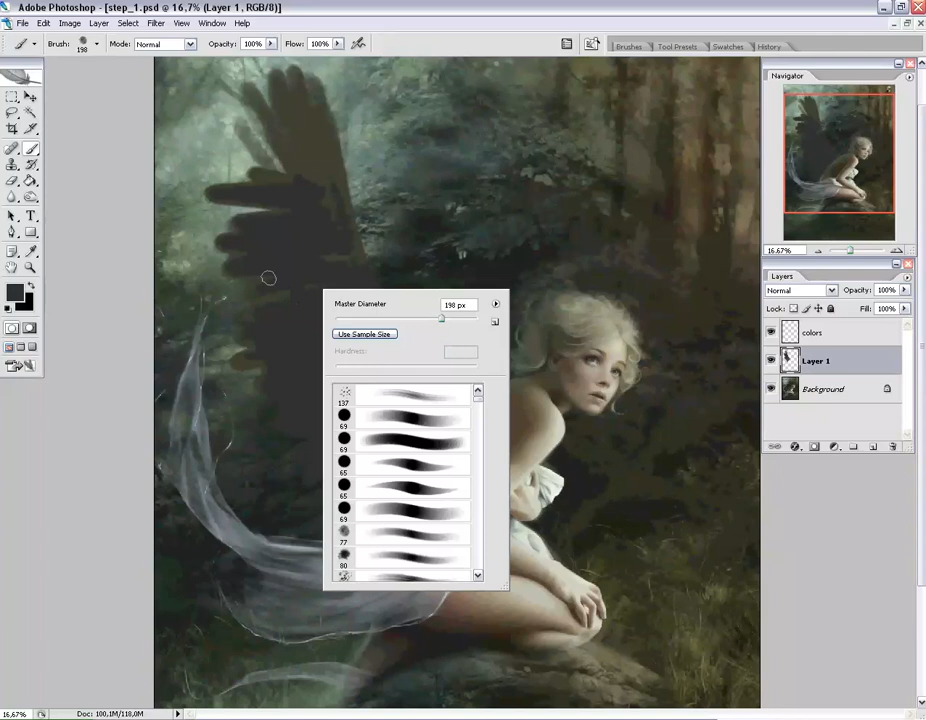 Adobe Photoshop - [step_1.psd @ 16,7% (Layer 1, RGB/8)]
File Edit Image Layer Select Filter View Window Help
Brush: 198 Mode: Normal Opacity: 100% Flow: 100% Brushes Tool Presets Swatches History
Navigator
16.67%
Layers
Normal Opacity: 100%
Lock: Fill: 100%
colors
Layer 1
Background
Master Diameter 198 px
Use Sample Size
Hardness:
137
69
69
65
65
69
77
80
16,67% Doc: 100,1M/118,0M